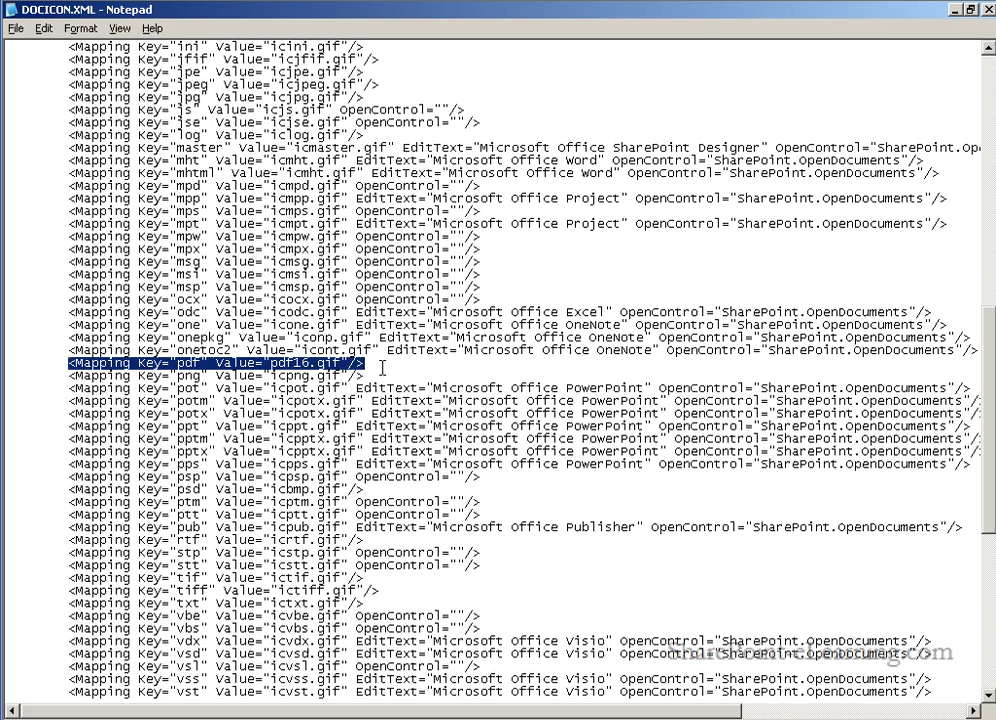 DOCICON.XML - Notepad
File Edit Format View Help
<Mapping Key="ini" Value="icini.gif"/>
<Mapping Key="jfif" Value="icjfif.gif"/>
<Mapping Key="jpe" Value="icjpe.gif"/>
<Mapping Key="jpeg" Value="icjpeg.gif"/>
<Mapping Key="jpg" Value="icjpg.gif"/>
<Mapping Key="js" Value="icjs.gif" OpenControl=""/>
<Mapping Key="jse" Value="icjse.gif" OpenControl=""/>
<Mapping Key="log" Value="iclog.gif"/>
<Mapping Key="master" Value="icmaster.gif" EditText="Microsoft Office SharePoint Designer" OpenControl="SharePoint.Op
<Mapping Key="mht" Value="icmht.gif" EditText="Microsoft Office Word" OpenControl="SharePoint.OpenDocuments"/>
<Mapping Key="mhtml" Value="icmht.gif" EditText="Microsoft Office Word" OpenControl="SharePoint.OpenDocuments"/>
<Mapping Key="mpd" Value="icmpd.gif" OpenControl=""/>
<Mapping Key="mpp" Value="icmpp.gif" EditText="Microsoft Office Project" OpenControl="SharePoint.OpenDocuments"/>
<Mapping Key="mps" Value="icmps.gif" OpenControl=""/>
<Mapping Key="mpt" Value="icmpt.gif" EditText="Microsoft Office Project" OpenControl="SharePoint.OpenDocuments"/>
<Mapping Key="mpw" Value="icmpw.gif" OpenControl=""/>
<Mapping Key="mpx" Value="icmpx.gif" OpenControl=""/>
<Mapping Key="msg" Value="icmsg.gif" OpenControl=""/>
<Mapping Key="msi" Value="icmsi.gif" OpenControl=""/>
<Mapping Key="msp" Value="icmsp.gif" OpenControl=""/>
<Mapping Key="ocx" Value="icocx.gif" OpenControl=""/>
<Mapping Key="odc" Value="icodc.gif" EditText="Microsoft Office Excel" OpenControl="SharePoint.OpenDocuments"/>
<Mapping Key="one" Value="icone.gif" EditText="Microsoft Office OneNote" OpenControl="SharePoint.OpenDocuments"/>
<Mapping Key="onepkg" Value="iconp.gif" EditText="Microsoft Office OneNote" OpenControl="SharePoint.OpenDocuments"/>
<Mapping Key="onetoc2" Value="icont.gif" EditText="Microsoft Office OneNote" OpenControl="SharePoint.OpenDocuments"/>
<Mapping Key="pdf" Value="pdf16.gif"/>
<Mapping Key="png" Value="icpng.gif"/>
<Mapping Key="pot" Value="icpot.gif" EditText="Microsoft Office PowerPoint" OpenControl="SharePoint.OpenDocuments"/>
<Mapping Key="potm" Value="icpotx.gif" EditText="Microsoft Office PowerPoint" OpenControl="SharePoint.OpenDocuments"/
<Mapping Key="potx" Value="icpotx.gif" EditText="Microsoft Office PowerPoint" OpenControl="SharePoint.OpenDocuments"/
<Mapping Key="ppt" Value="icppt.gif" EditText="Microsoft Office PowerPoint" OpenControl="SharePoint.OpenDocuments"/>
<Mapping Key="pptm" Value="icpptx.gif" EditText="Microsoft Office PowerPoint" OpenControl="SharePoint.OpenDocuments"/
<Mapping Key="pptx" Value="icpptx.gif" EditText="Microsoft Office PowerPoint" OpenControl="SharePoint.OpenDocuments"/
<Mapping Key="pps" Value="icpps.gif" EditText="Microsoft Office PowerPoint" OpenControl="SharePoint.OpenDocuments"/>
<Mapping Key="psp" Value="icpsp.gif" OpenControl=""/>
<Mapping Key="psd" Value="icbmp.gif" OpenControl=""/>
<Mapping Key="ptm" Value="icptm.gif" OpenControl=""/>
<Mapping Key="ptt" Value="icptt.gif" OpenControl=""/>
<Mapping Key="pub" Value="icpub.gif" EditText="Microsoft Office Publisher" OpenControl="SharePoint.OpenDocuments"/>
<Mapping Key="rtf" Value="icrtf.gif"/>
<Mapping Key="stp" Value="icstp.gif" OpenControl=""/>
<Mapping Key="stt" Value="icstt.gif" OpenControl=""/>
<Mapping Key="tif" Value="ictif.gif"/>
<Mapping Key="tiff" Value="ictiff.gif"/>
<Mapping Key="txt" Value="ictxt.gif"/>
<Mapping Key="vbe" Value="icvbe.gif" OpenControl=""/>
<Mapping Key="vbs" Value="icvbs.gif" OpenControl=""/>
<Mapping Key="vdx" Value="icvdx.gif" EditText="Microsoft Office Visio" OpenControl="SharePoint.OpenDocuments"/>
<Mapping Key="vsd" Value="icvsd.gif" EditText="Microsoft Office Visio" OpenControl="SharePoint.OpenDocuments"/>
SharePoint-eLearning.com
<Mapping Key="vsl" Value="icvsl.gif" OpenControl=""/>
<Mapping Key="vss" Value="icvss.gif" EditText="Microsoft Office Visio" OpenControl="SharePoint.OpenDocuments"/>
<Mapping Key="vst" Value="icvst.gif" EditText="Microsoft Office Visio" OpenControl="SharePoint.OpenDocuments"/>